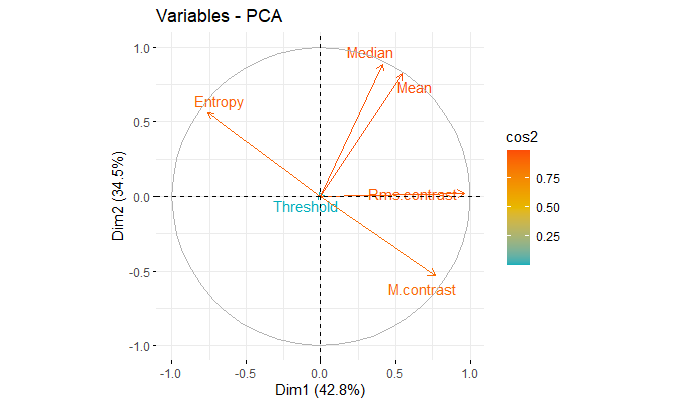 Variables - PCA
1.0
Median
Mean
cos2
Entropy
0.75
0.5
0.50
0.25
Dim2 (34.5%)
0.0
Rms.contrast
Threshold
-0.5
M.contrast
-1.0
-1.0 -0.5 0.0 0.5 1.0
Dim1 (42.8%)